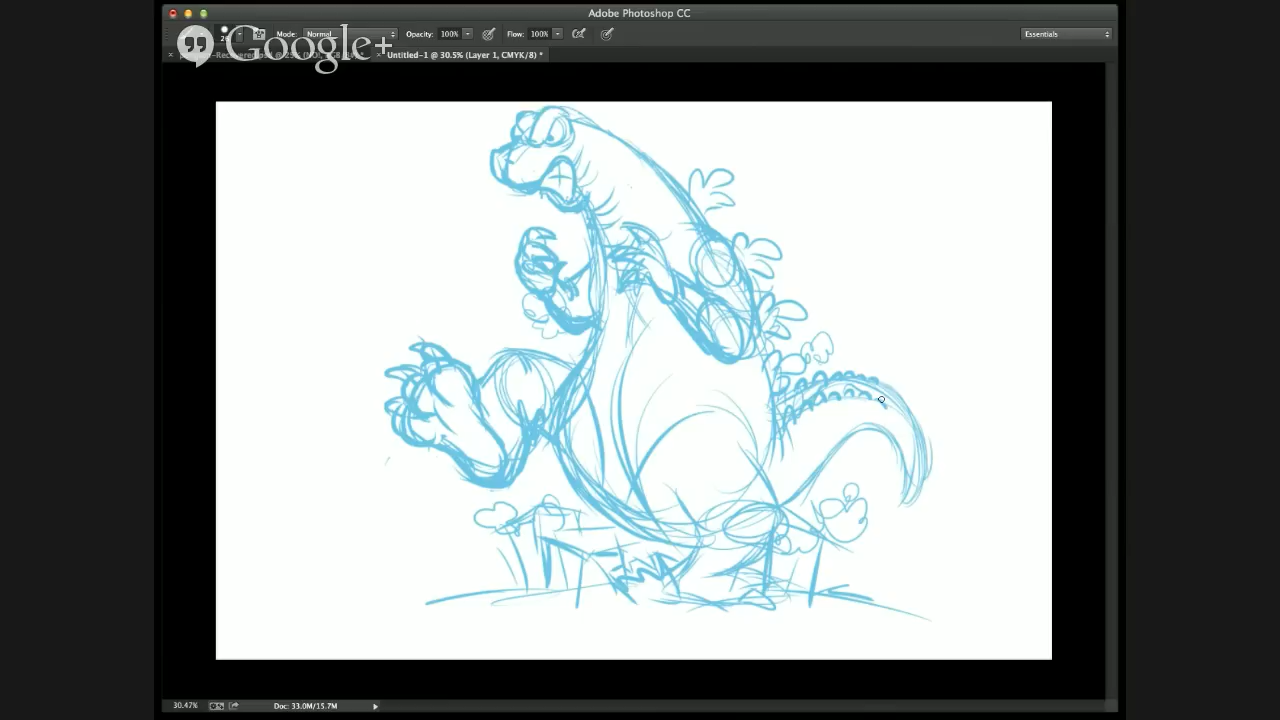 Adobe Photoshop CC
Google+
Mode: Normal Opacity: 100% Flow: 100% Essentials
Untitled-1 @ 30.5% (Layer 1, CMYK/8) *
30.47% Doc: 33.0M/15.7M